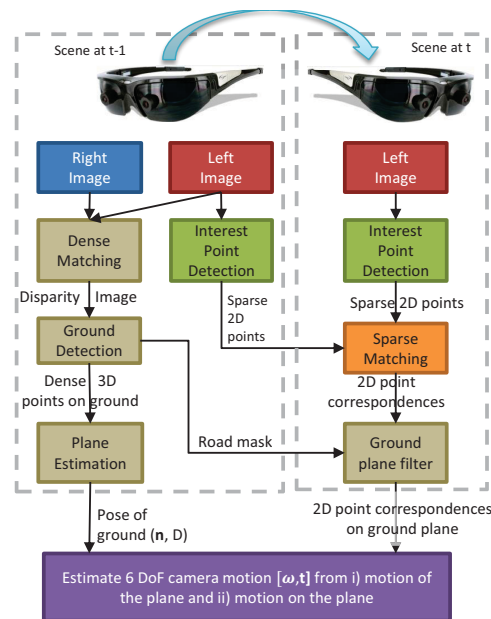 Scene at t-1
Scene at t
Right
Image
Left
Image
Left
Image
Dense
Matching
Interest
Point
Detection
Interest
Point
Detection
Disparity Image
Sparse
2D
points
Sparse 2D points
Ground
Detection
Sparse
Matching
Dense 3D
points on ground
2D point
correspondences
Plane
Estimation
Road mask
Ground
plane filter
Pose of
ground (n, D)
2D point correspondences
on ground plane
Estimate 6 DoF camera motion [ω,t] from i) motion of
the plane and ii) motion on the plane